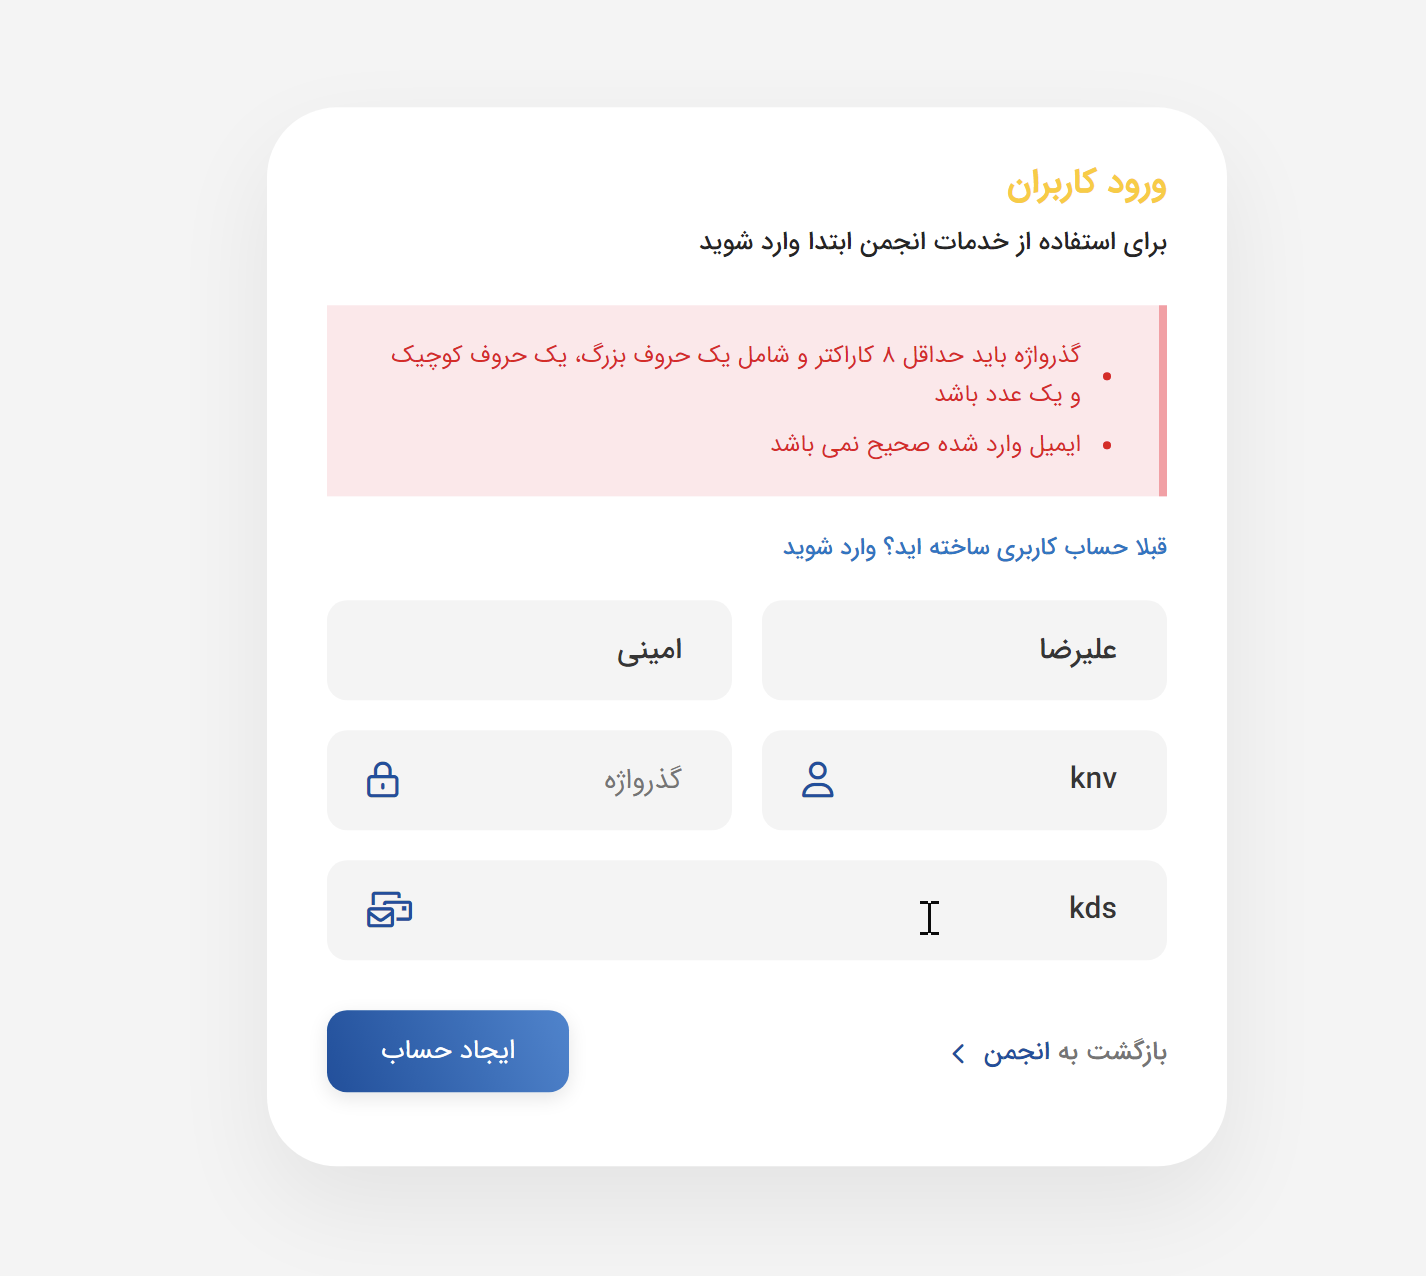 ورود کاربران
برای استفاده از خدمات انجمن ابتدا وارد شوید
گذرواژه باید حداقل ۸ کاراکتر و شامل یک حروف بزرگ، یک حروف کوچیک
و یک عدد باشد
ایمیل وارد شده صحیح نمی باشد
قبلا حساب کاربری ساخته اید؟ وارد شوید
علیرضا
امینی
knv
گذرواژه
kds
بازگشت به انجمن
ایجاد حساب